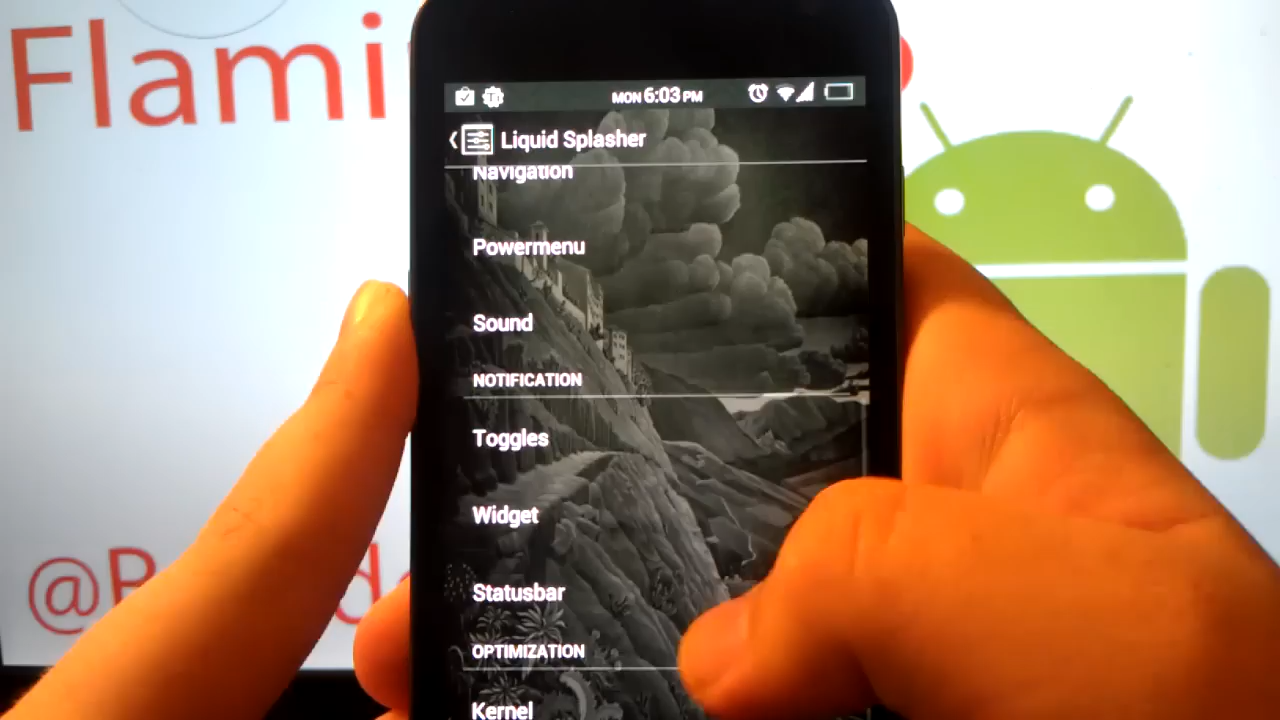 Flami
MON 6:03 PM
Liquid Splasher
Navigation
Powermenu
Sound
NOTIFICATION
Toggles
Widget
Statusbar
OPTIMIZATION
Kernel